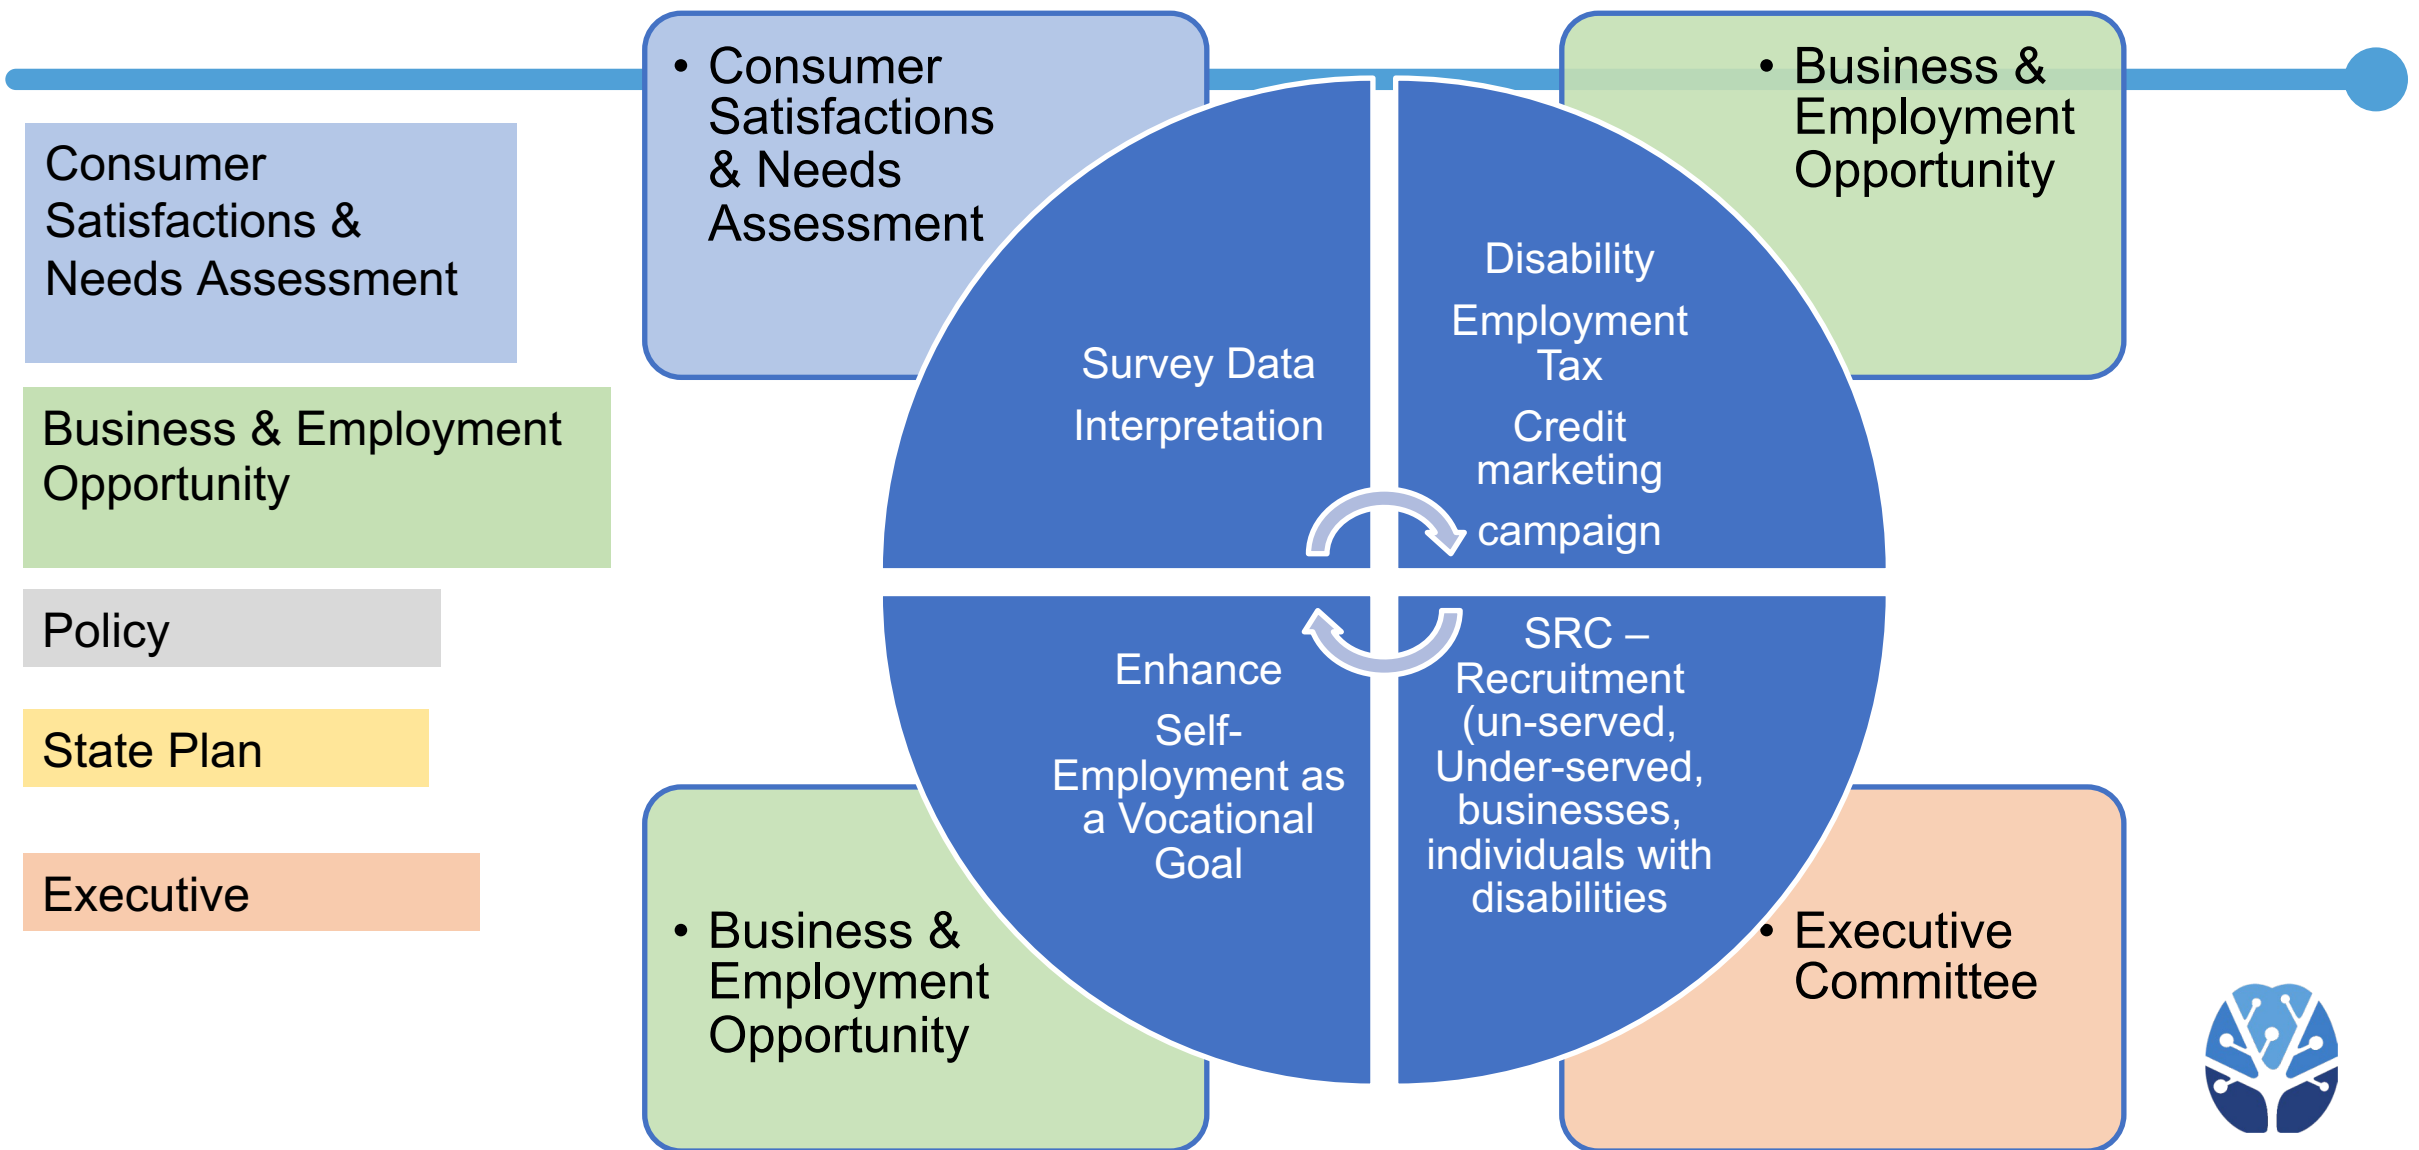 Consumer
Satisfactions &
Needs Assessment
Business & Employment
Opportunity
Policy
State Plan
Executive
• Consumer
Satisfactions
& Needs
Assessment
• Business &
Employment
Opportunity
Survey Data
Interpretation
Disability
Employment
Tax
Credit
marketing
campaign
Enhance
Self-
Employment as
a Vocational
Goal
SRC –
Recruitment
(un-served,
Under-served,
businesses,
individuals with
disabilities
• Business &
Employment
Opportunity
• Executive
Committee